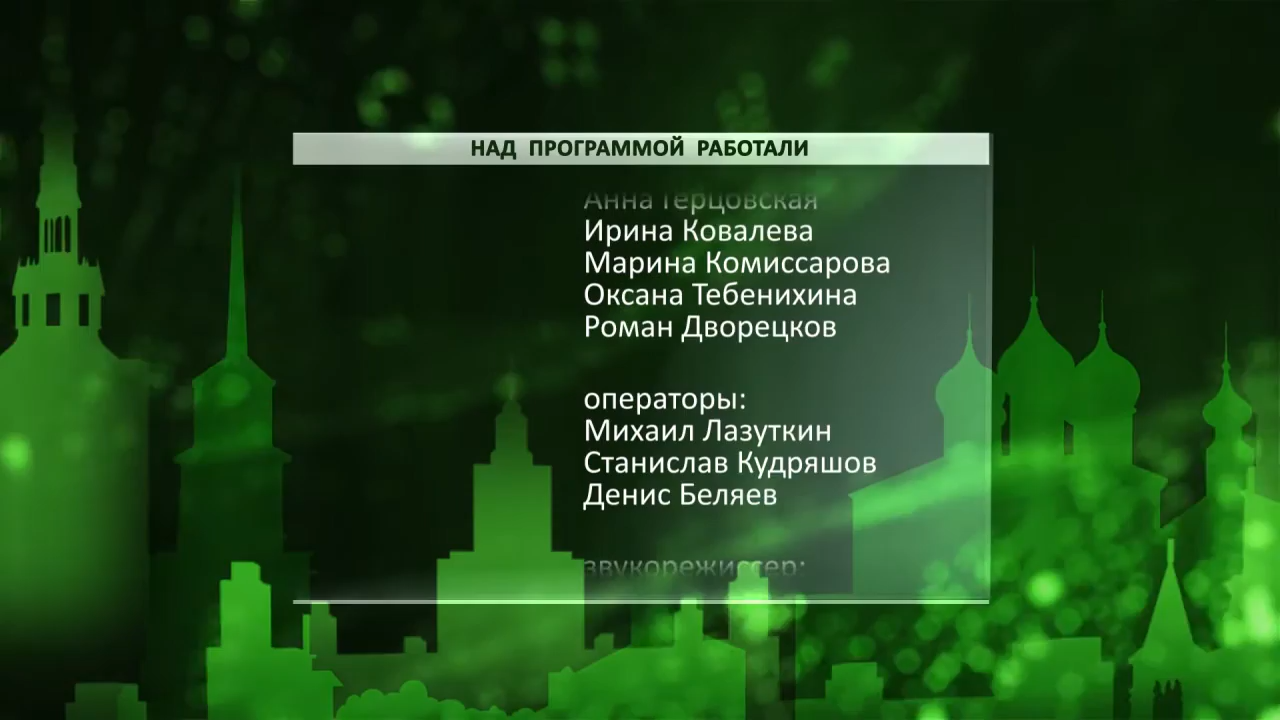 НАД ПРОГРАММОЙ РАБОТАЛИ
Анна Герцовская
Ирина Ковалева
Марина Комиссарова
Оксана Тебенихина
Роман Дворецков
операторы:
Михаил Лазуткин
Станислав Кудряшов
Денис Беляев
звукорежиссер: